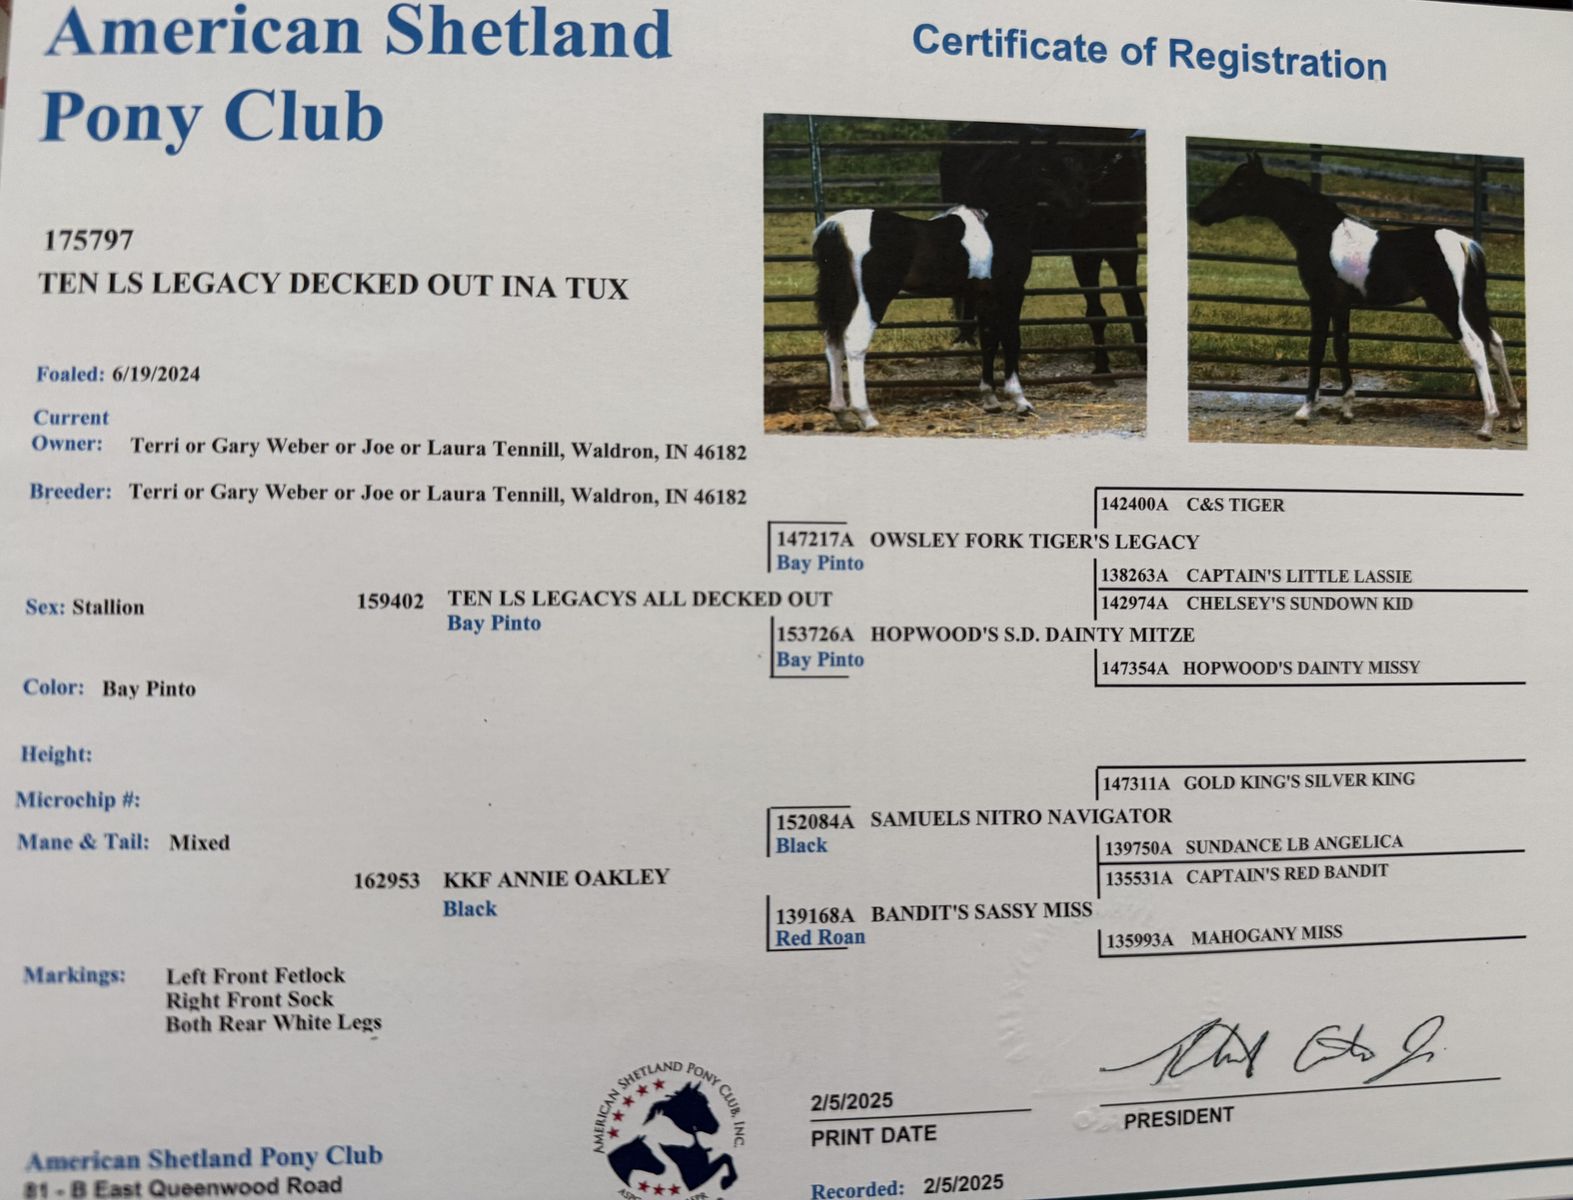 American Shetland
Pony Club
Certificate of Registration
175797
TEN LS LEGACY DECKED OUT INA TUX
Foaled: 6/19/2024
Current
Owner: Terri or Gary Weber or Joe or Laura Tennill, Waldron, IN 46182
Breeder: Terri or Gary Weber or Joe or Laura Tennill, Waldron, IN 46182
142400A C&S TIGER
147217A OWSLEY FORK TIGER'S LEGACY
Bay Pinto
138263A CAPTAIN'S LITTLE LASSIE
Sex: Stallion
159402 TEN LS LEGACYS ALL DECKED OUT
Bay Pinto
142974A CHELSEY'S SUNDOWN KID
153726A HOPWOOD'S S.D. DAINTY MITZE
Bay Pinto
147354A HOPWOOD'S DAINTY MISSY
Color: Bay Pinto
Height:
Microchip #:
Mane & Tail: Mixed
147311A GOLD KING'S SILVER KING
152084A SAMUELS NITRO NAVIGATOR
Black
139750A SUNDANCE LB ANGELICA
162953 KKF ANNIE OAKLEY
Black
135531A CAPTAIN'S RED BANDIT
139168A BANDIT'S SASSY MISS
Red Roan
135993A MAHOGANY MISS
Markings: Left Front Fetlock
Right Front Sock
Both Rear White Legs
AMERICAN SHETLAND PONY CLUB, INC.
2/5/2025
PRINT DATE
PRESIDENT
American Shetland Pony Club
81 - B East Queenwood Road
Recorded: 2/5/2025